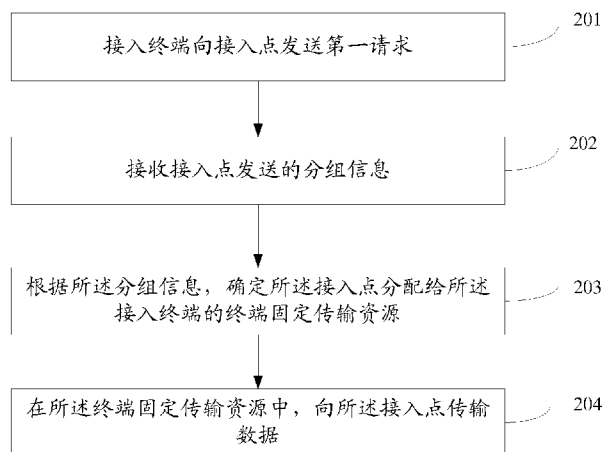 接入终端向接入点发送第一请求
201
接收接入点发送的分组信息
202
根据所述分组信息，确定所述接入点分配给所述
接入终端的终端固定传输资源
203
在所述终端固定传输资源中，向所述接入点传输
数据
204